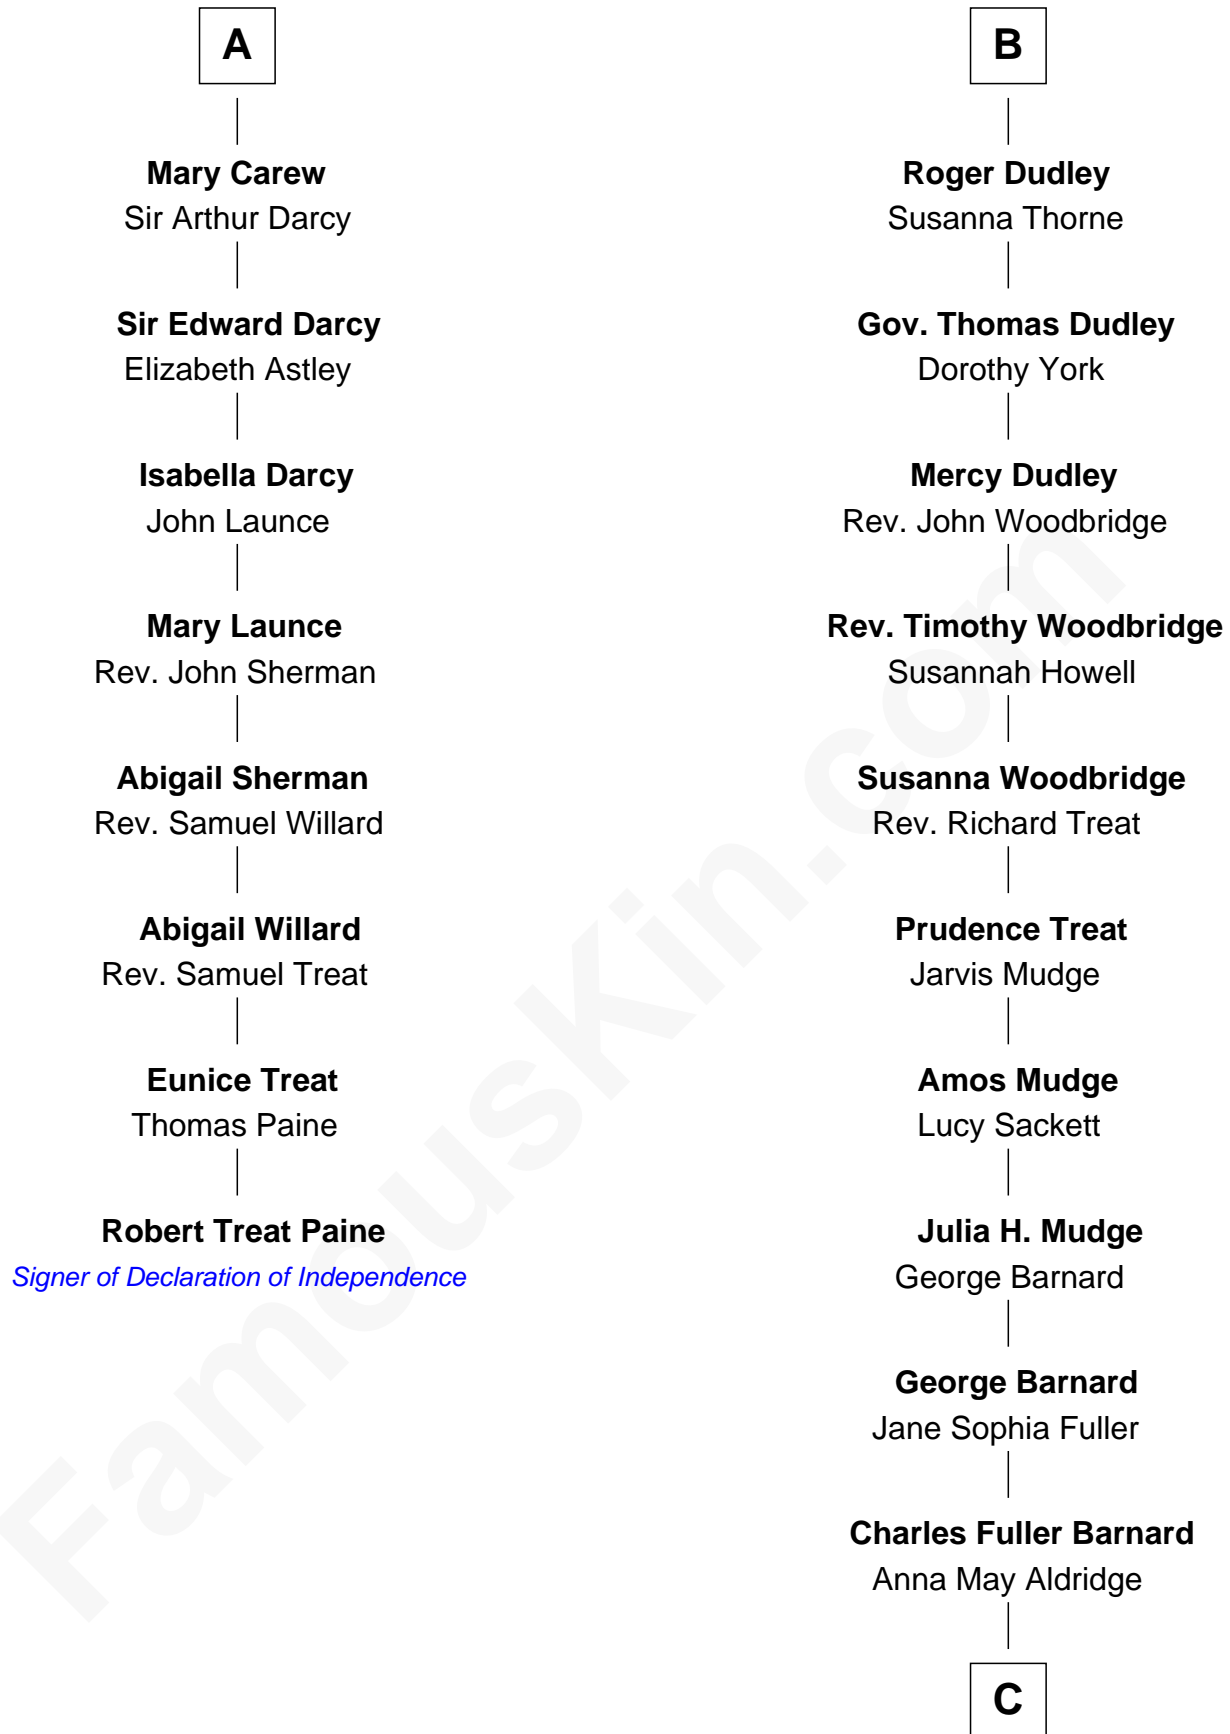 A
Mary Carew
Sir Arthur Darcy
Sir Edward Darcy
Elizabeth Astley
Isabella Darcy
John Launce
Mary Launce
Rev. John Sherman
Abigail Sherman
Rev. Samuel Willard
Abigail Willard
Rev. Samuel Treat
Eunice Treat
Thomas Paine
Robert Treat Paine
Signer of Declaration of Independence
B
Roger Dudley
Susanna Thorne
Gov. Thomas Dudley
Dorothy York
Mercy Dudley
Rev. John Woodbridge
Rev. Timothy Woodbridge
Susannah Howell
Susanna Woodbridge
Rev. Richard Treat
Prudence Treat
Jarvis Mudge
Amos Mudge
Lucy Sackett
Julia H. Mudge
George Barnard
George Barnard
Jane Sophia Fuller
Charles Fuller Barnard
Anna May Aldridge
C
FamousKin.com